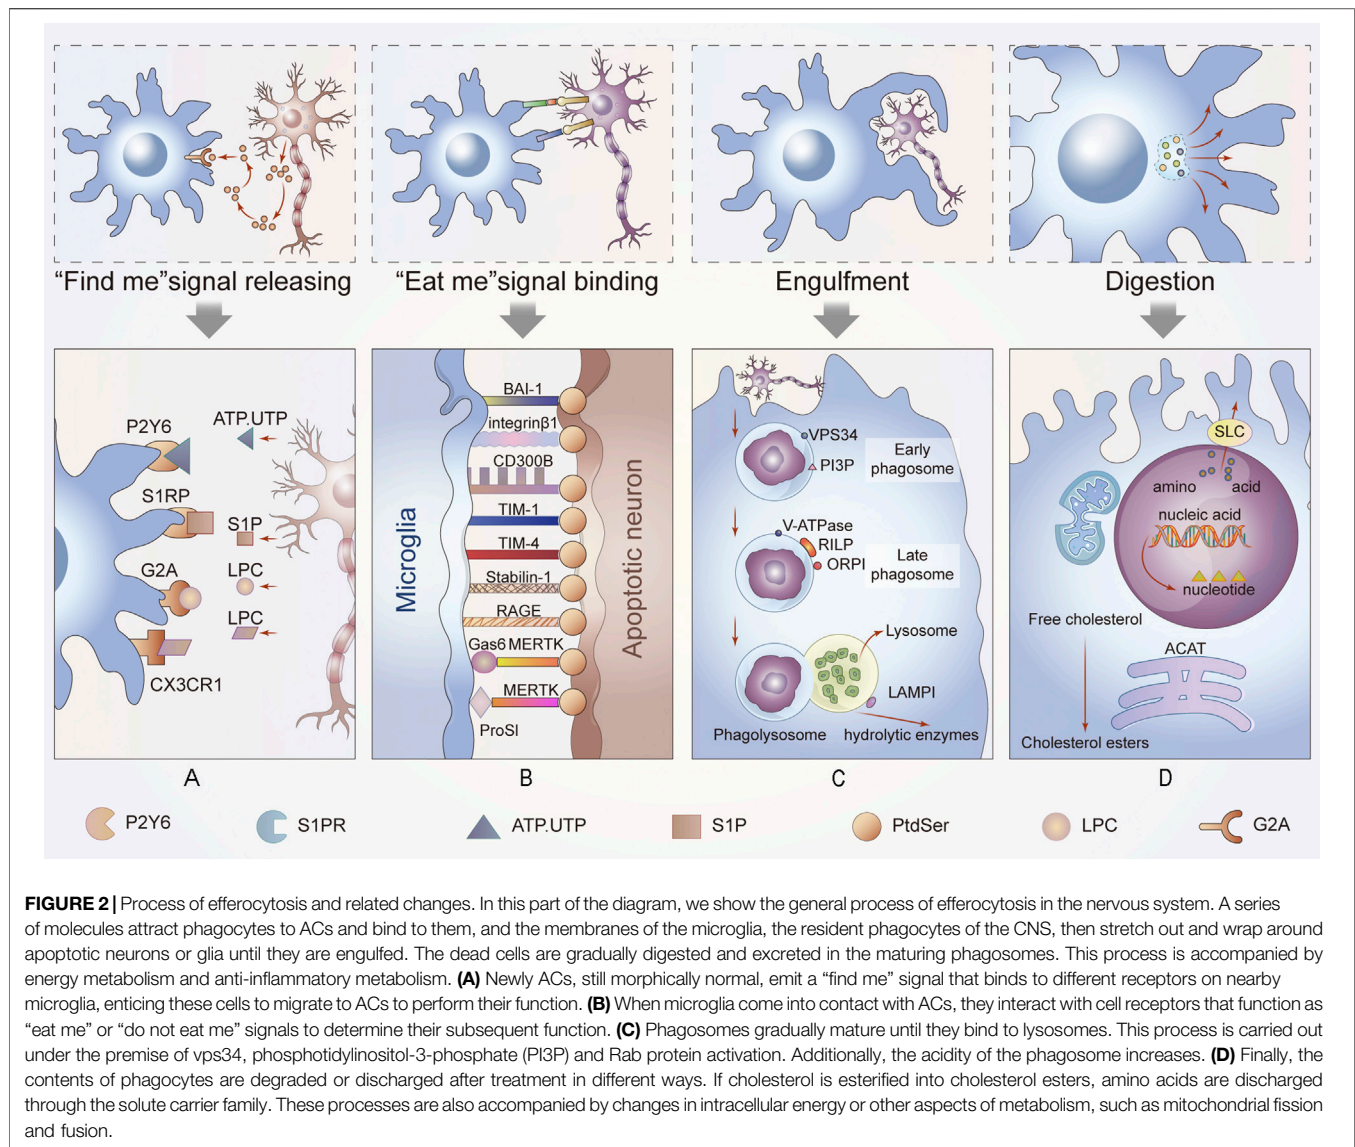 “Find me”signal releasing
“Eat me”signal binding
Engulfment
Digestion
P2Y6
ATP.UTP
S1RP
S1P
G2A
LPC
LPC
CX3CR1
A
Microglia
BAI-1
integrinβ1
CD300B
TIM-1
TIM-4
Stabilin-1
RAGE
Gas6 MERTK
MERTK
ProSI
Apoptotic neuron
B
VPS34
PI3P
Early
phagosome
V-ATPase
RILP
ORPI
Late
phagosome
Lysosome
LAMPI
Phagolysosome
hydrolytic enzymes
C
SLC
amino acid
nucleic acid
nucleotide
Free cholesterol
ACAT
Cholesterol esters
D
P2Y6
S1PR
ATP.UTP
S1P
PtdSer
LPC
G2A
FIGURE 2 | Process of efferocytosis and related changes. In this part of the diagram, we show the general process of efferocytosis in the nervous system. A series
of molecules attract phagocytes to ACs and bind to them, and the membranes of the microglia, the resident phagocytes of the CNS, then stretch out and wrap around
apoptotic neurons or glia until they are engulfed. The dead cells are gradually digested and excreted in the maturing phagosomes. This process is accompanied by
energy metabolism and anti-inflammatory metabolism. (A) Newly ACs, still morphically normal, emit a “find me” signal that binds to different receptors on nearby
microglia, enticing these cells to migrate to ACs to perform their function. (B) When microglia come into contact with ACs, they interact with cell receptors that function as
“eat me” or “do not eat me” signals to determine their subsequent function. (C) Phagosomes gradually mature until they bind to lysosomes. This process is carried out
under the premise of vps34, phosphotidylinositol-3-phosphate (PI3P) and Rab protein activation. Additionally, the acidity of the phagosome increases. (D) Finally, the
contents of phagocytes are degraded or discharged after treatment in different ways. If cholesterol is esterified into cholesterol esters, amino acids are discharged
through the solute carrier family. These processes are also accompanied by changes in intracellular energy or other aspects of metabolism, such as mitochondrial fission
and fusion.